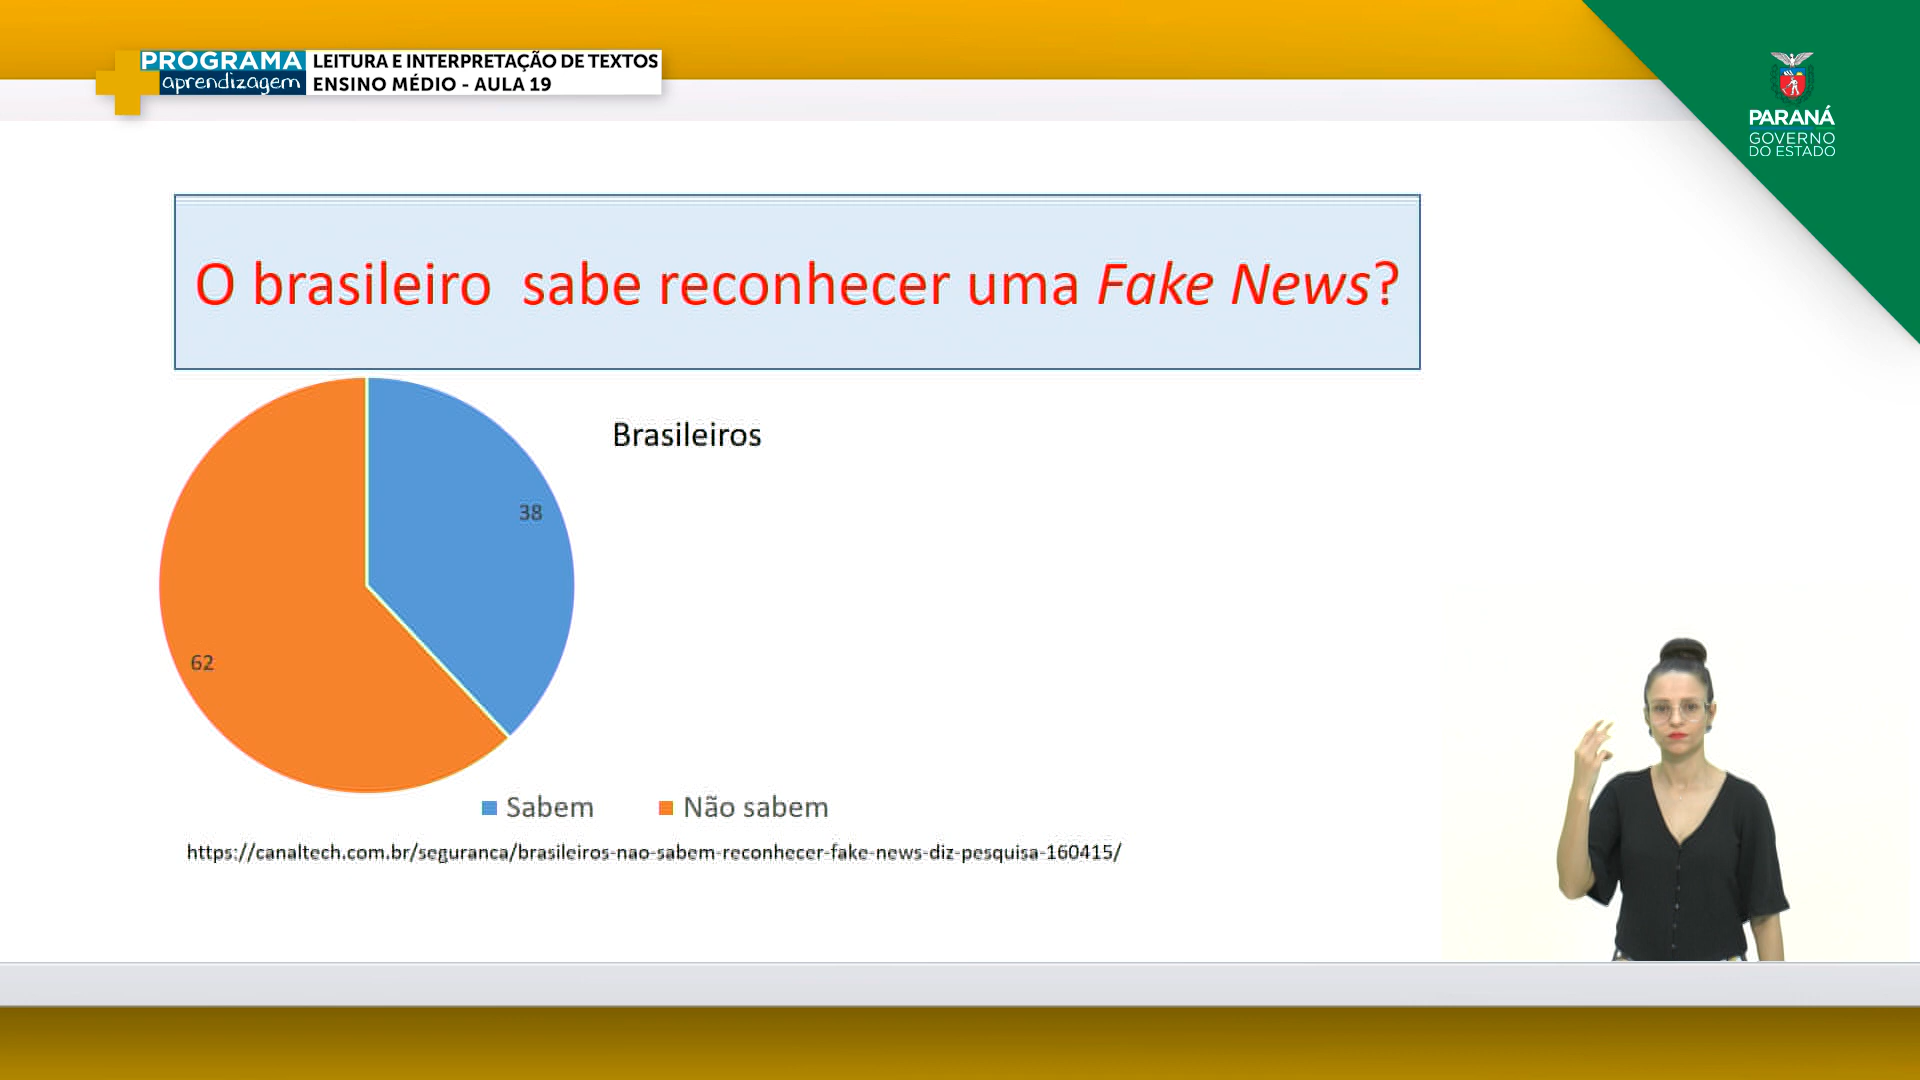 PROGRAMA
aprendizagem
LEITURA E INTERPRETAÇÃO DE TEXTOS
ENSINO MÉDIO - AULA 19
PARANÁ
GOVERNO
DO ESTADO
O brasileiro sabe reconhecer uma Fake News?
Brasileiros
38
62
Sabem
Não sabem
https://canaltech.com.br/seguranca/brasileiros-nao-sabem-reconhecer-fake-news-diz-pesquisa-160415/